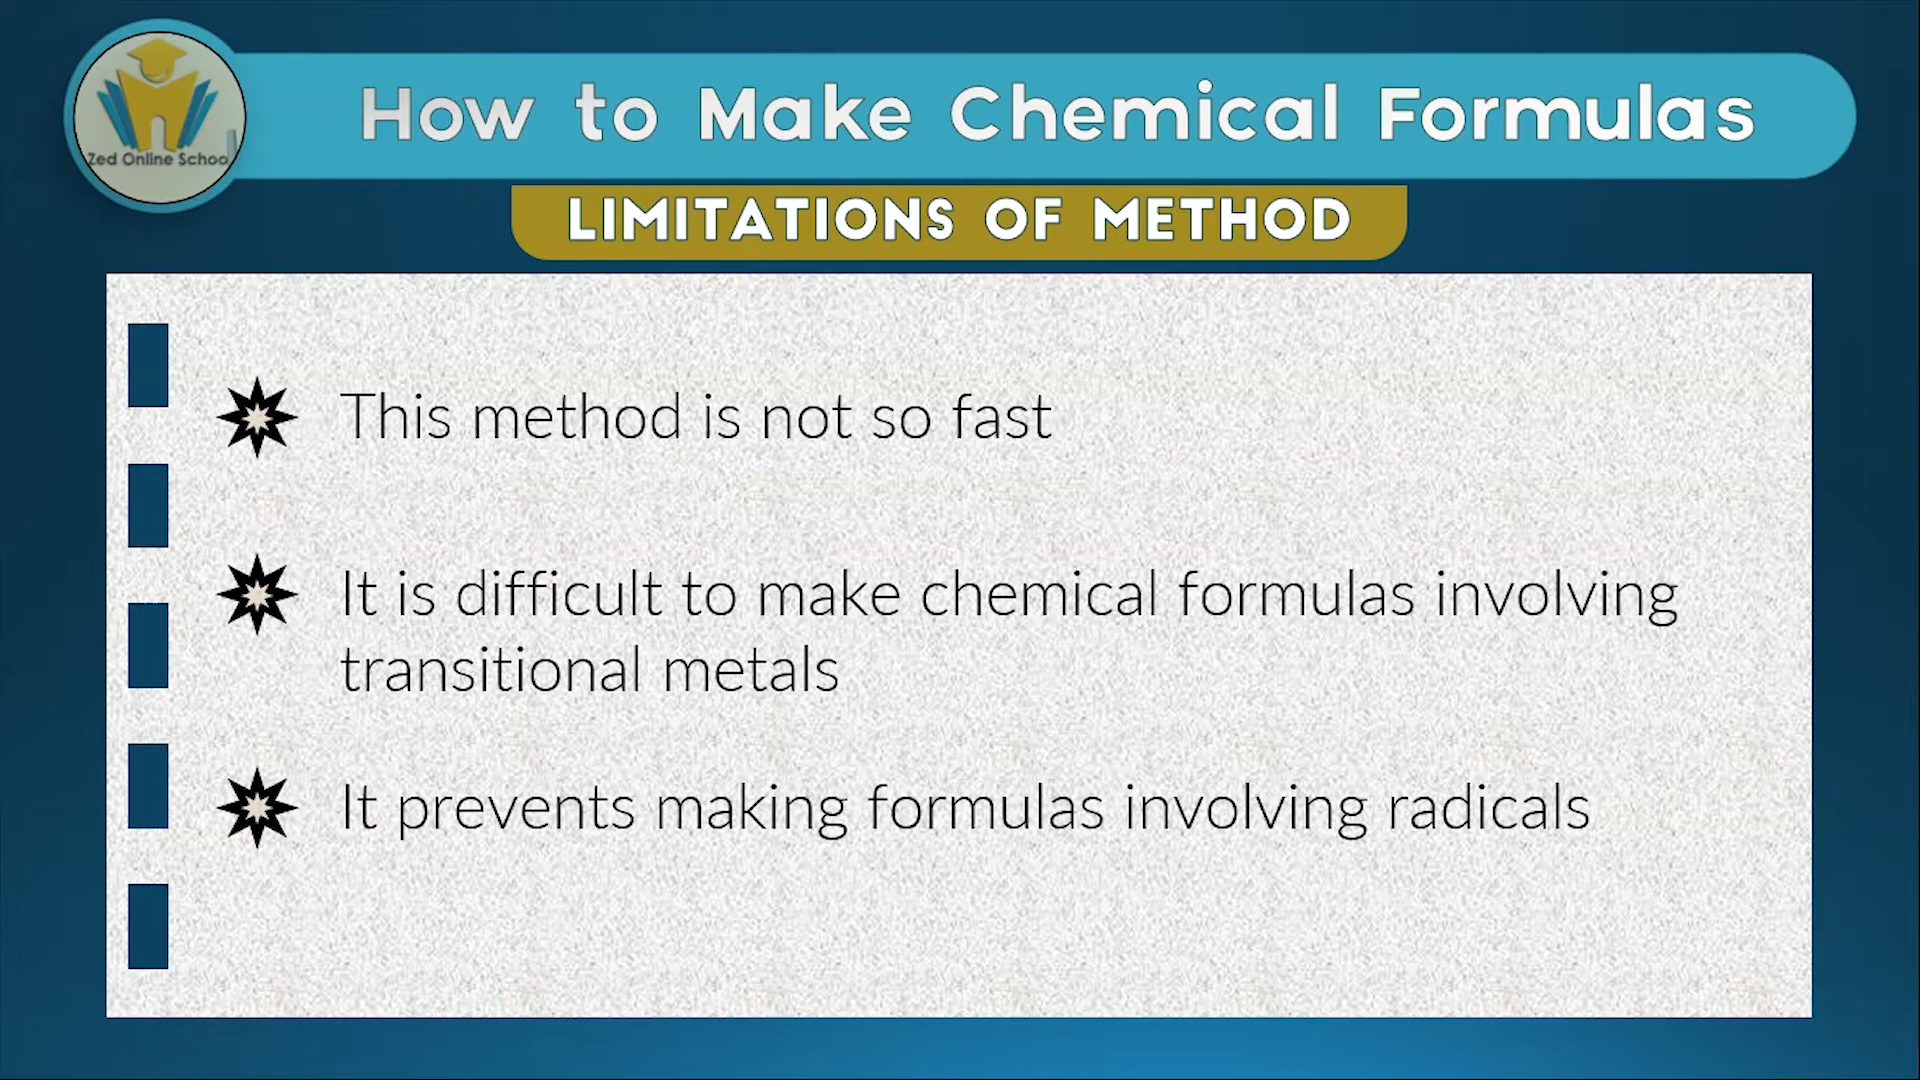 Zed Online School
How to Make Chemical Formulas
LIMITATIONS OF METHOD
This method is not so fast
It is difficult to make chemical formulas involving
transitional metals
It prevents making formulas involving radicals